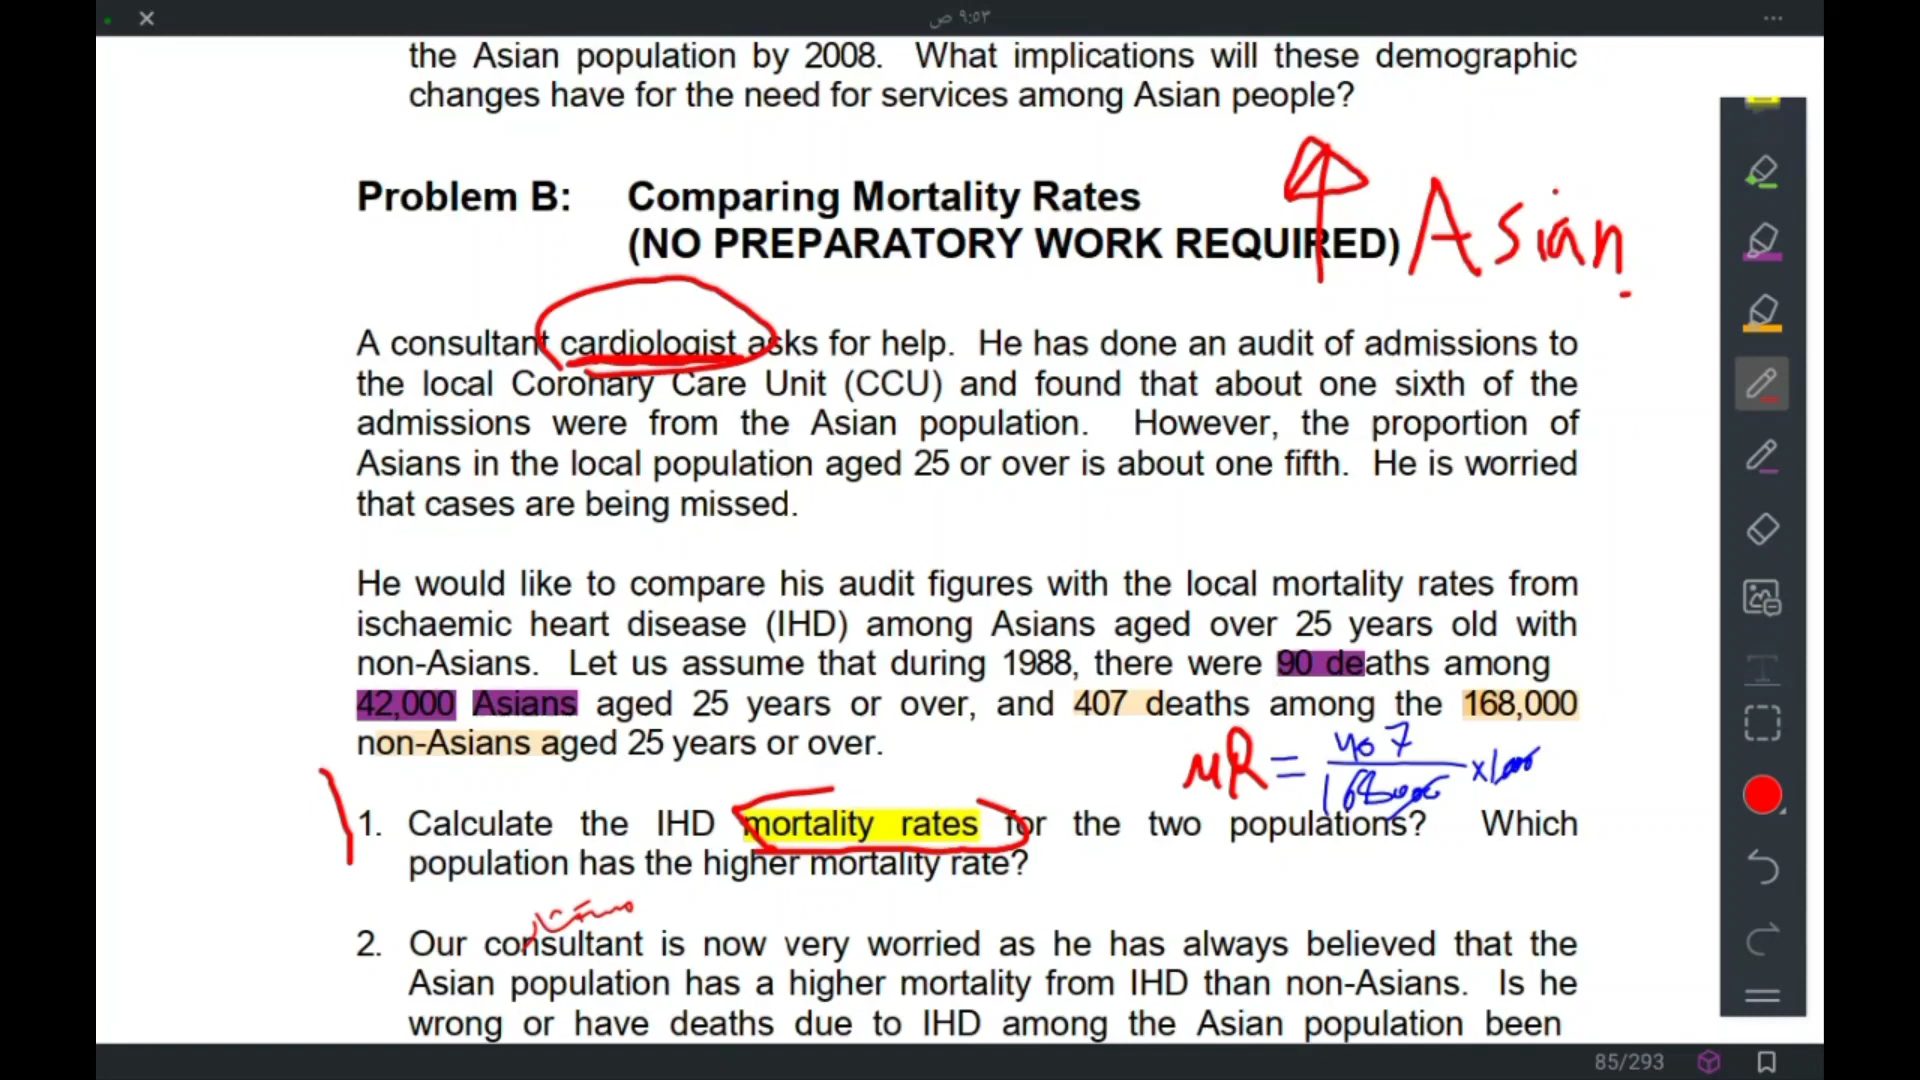 ٩:٥٣ ص
the Asian population by 2008. What implications will these demographic
changes have for the need for services among Asian people?
Problem B: Comparing Mortality Rates
(NO PREPARATORY WORK REQUIRED)
Asian
A consultant cardiologist asks for help. He has done an audit of admissions to
the local Coronary Care Unit (CCU) and found that about one sixth of the
admissions were from the Asian population. However, the proportion of
Asians in the local population aged 25 or over is about one fifth. He is worried
that cases are being missed.
He would like to compare his audit figures with the local mortality rates from
ischaemic heart disease (IHD) among Asians aged over 25 years old with
non-Asians. Let us assume that during 1988, there were 90 deaths among
42,000 Asians aged 25 years or over, and 407 deaths among the 168,000
non-Asians aged 25 years or over.
MR = 407
168000 x1000
1. Calculate the IHD mortality rates for the two populations? Which
population has the higher mortality rate?
2. Our consultant is now very worried as he has always believed that the
Asian population has a higher mortality from IHD than non-Asians. Is he
wrong or have deaths due to IHD among the Asian population been
85/293